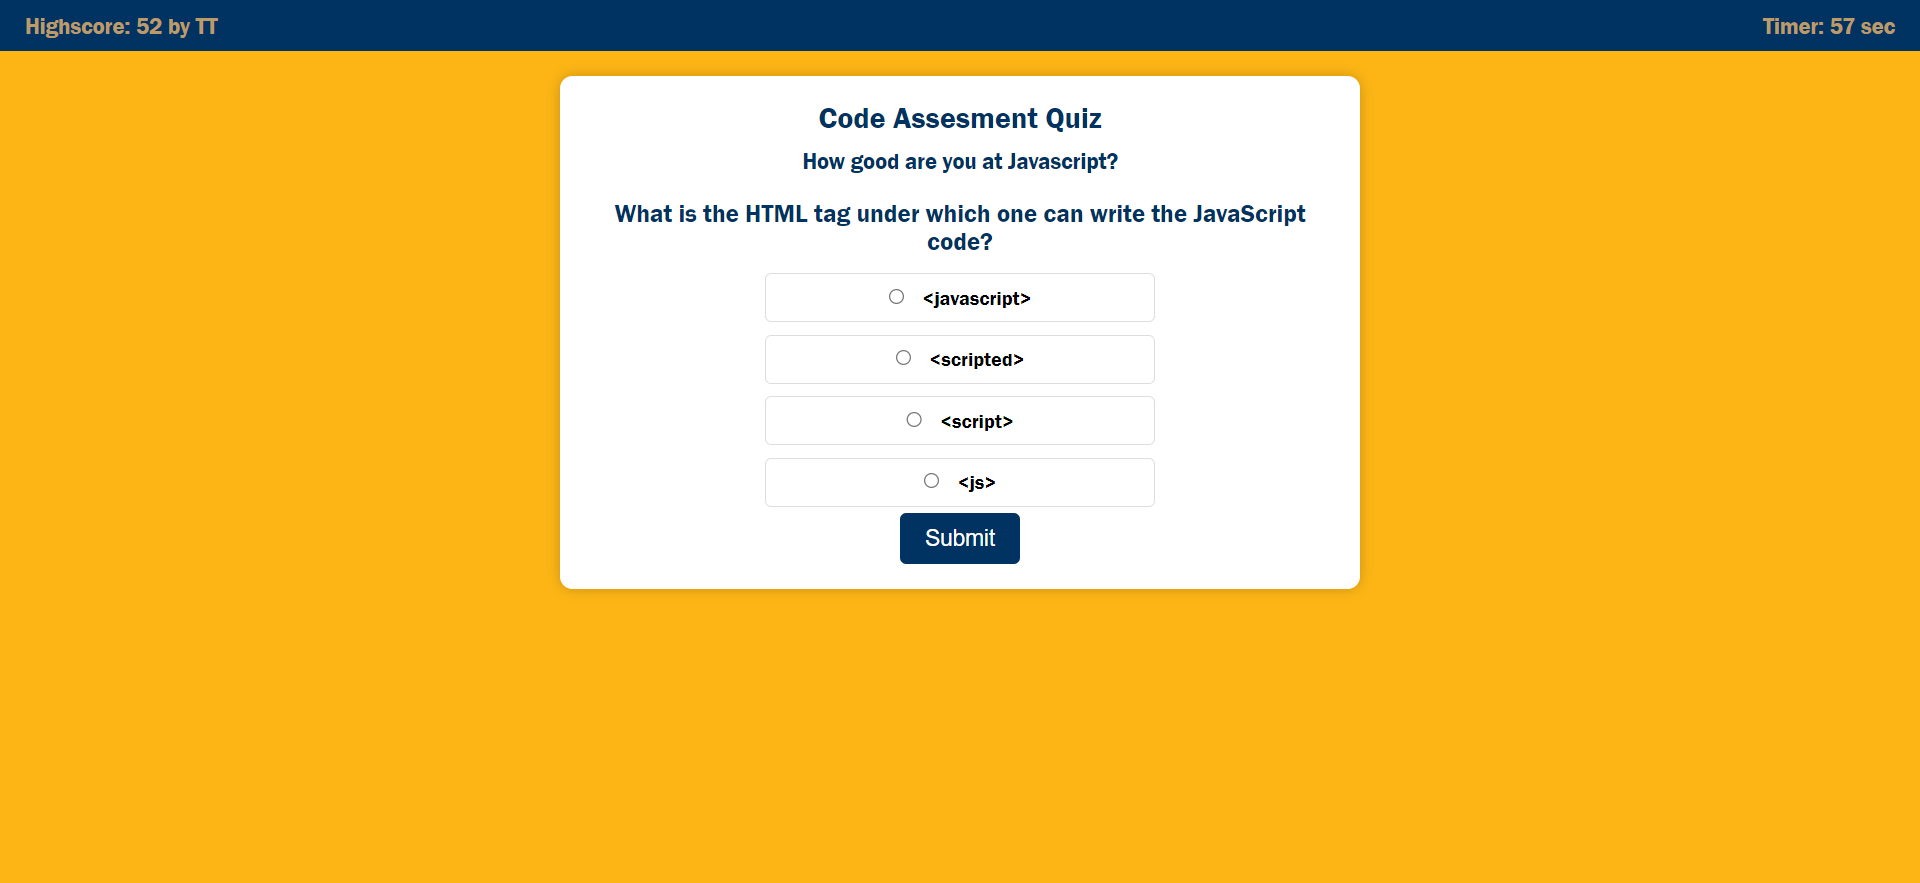 Highscore: 52 by TT
Timer: 57 sec
Code Assesment Quiz
How good are you at Javascript?
What is the HTML tag under which one can write the JavaScript
code?
<javascript>
<scripted>
<script>
<js>
Submit